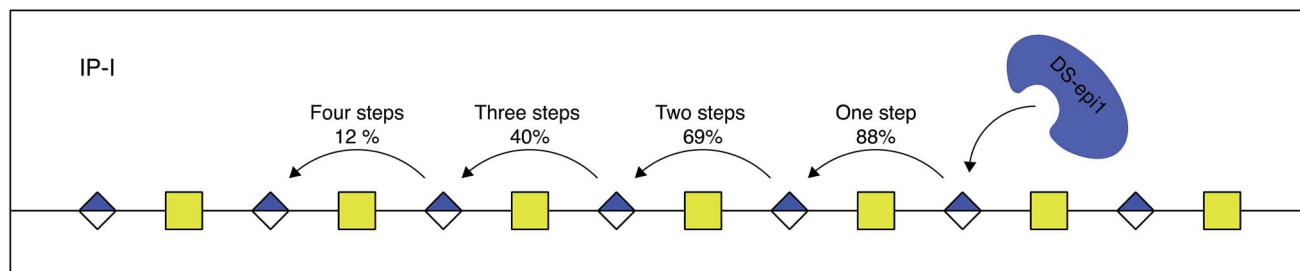 IP-I
Four steps
12 %
Three steps
40%
Two steps
69%
One step
88%
DS-epi1